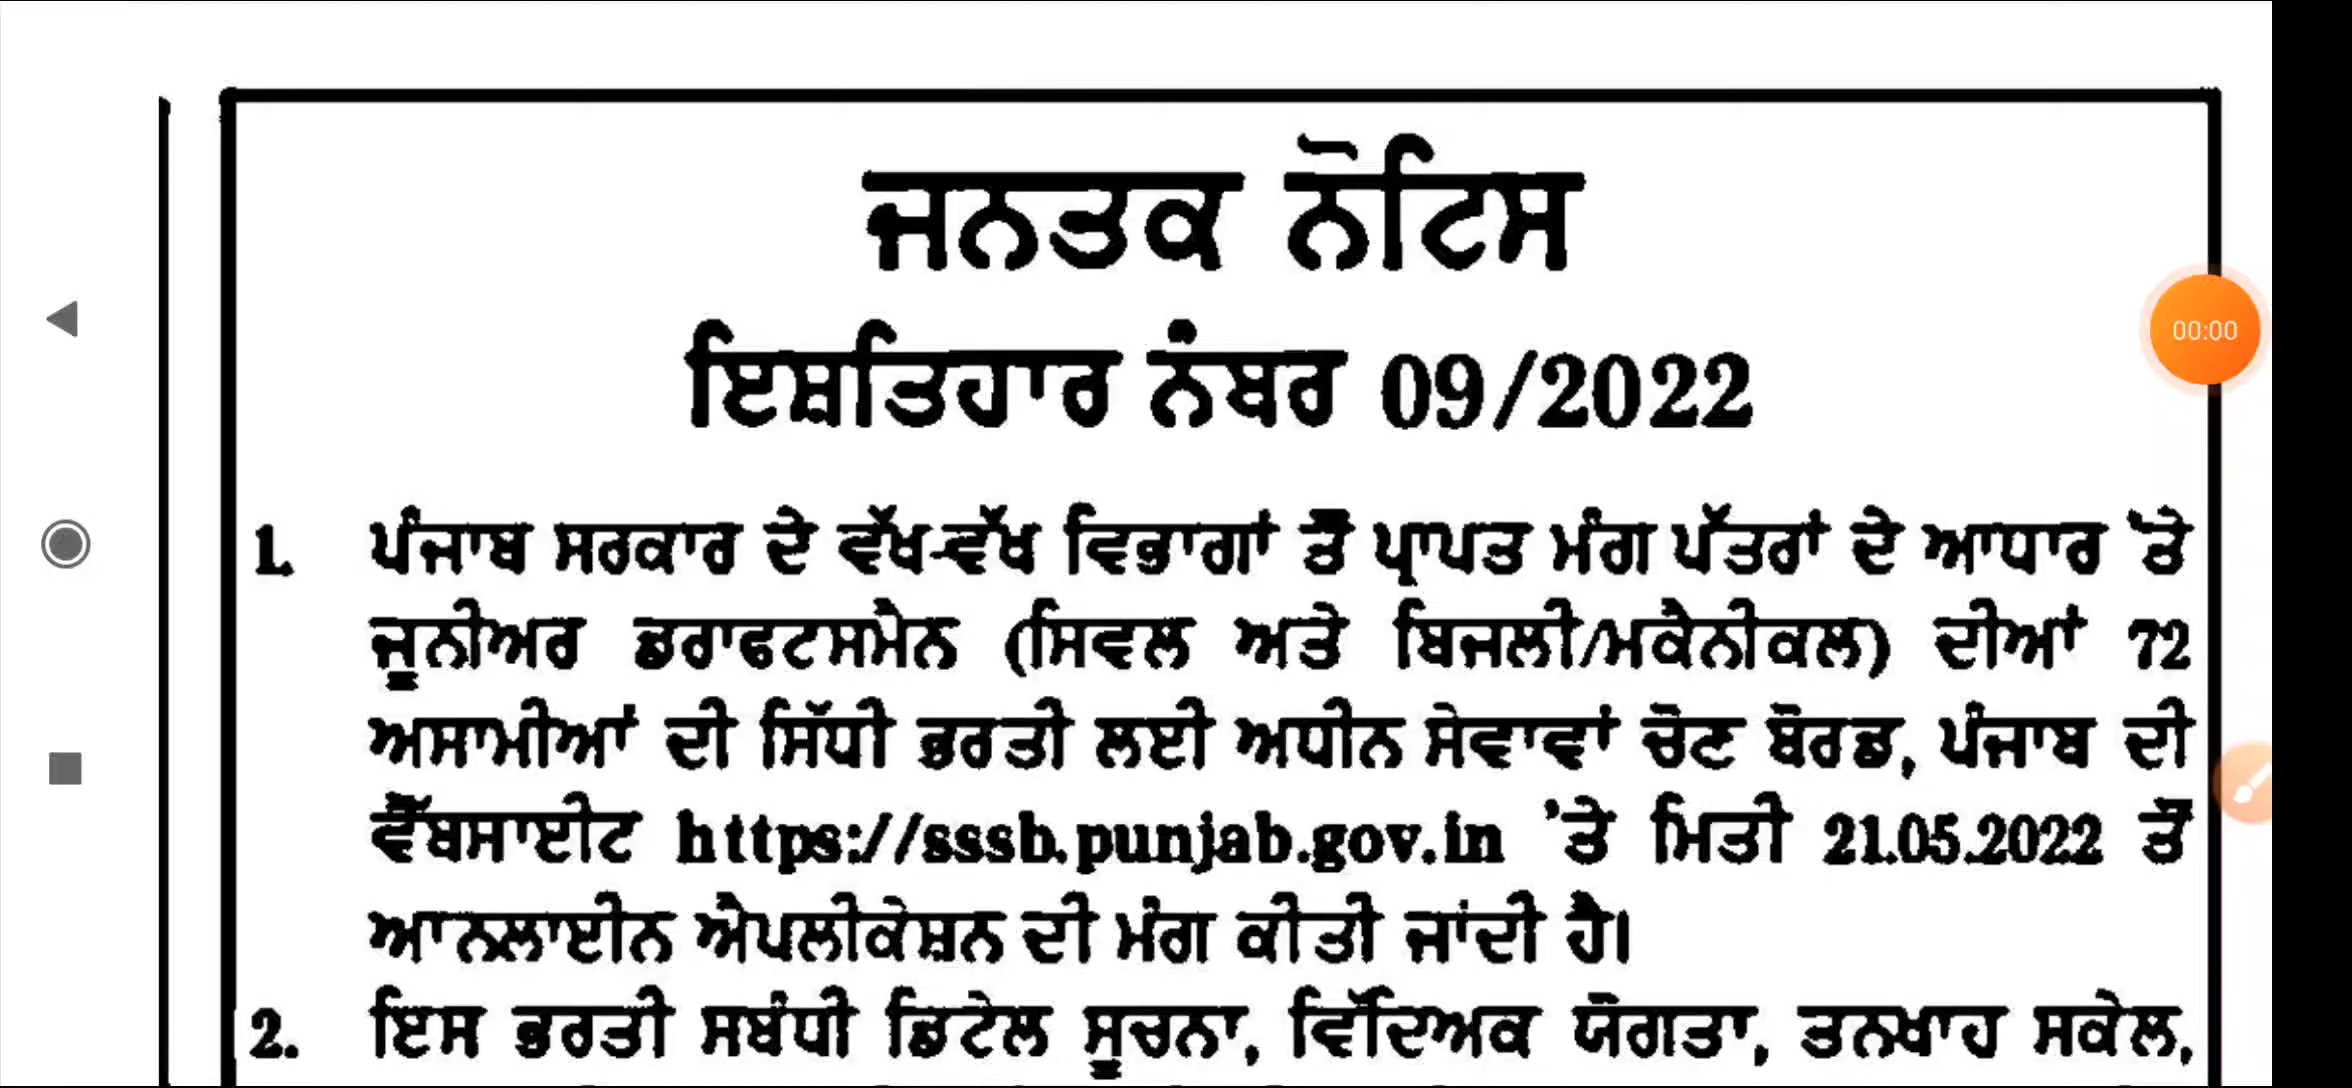 ਜਨਤਕ ਨੋਟਿਸ
ਇਸ਼ਤਿਹਾਰ ਨੰਬਰ 09/2022
00:00
1. ਪੰਜਾਬ ਸਰਕਾਰ ਦੇ ਵੱਖ-ਵੱਖ ਵਿਭਾਗਾਂ ਤੋਂ ਪ੍ਰਾਪਤ ਮੰਗ ਪੱਤਰਾਂ ਦੇ ਆਧਾਰ 'ਤੇ
ਜੂਨੀਅਰ ਡਰਾਫਟਸਮੈਨ (ਸਿਵਲ ਅਤੇ ਬਿਜਲੀ/ਮਕੈਨੀਕਲ) ਦੀਆਂ 72
ਅਸਾਮੀਆਂ ਦੀ ਸਿੱਧੀ ਭਰਤੀ ਲਈ ਅਧੀਨ ਸੇਵਾਵਾਂ ਚੋਣ ਬੋਰਡ, ਪੰਜਾਬ ਦੀ
ਵੈੱਬਸਾਈਟ https://sssb.punjab.gov.in 'ਤੇ ਮਿਤੀ 21.05.2022 ਤੋਂ
ਆਨਲਾਈਨ ਐਪਲੀਕੇਸ਼ਨ ਦੀ ਮੰਗ ਕੀਤੀ ਜਾਂਦੀ ਹੈ।
2. ਇਸ ਭਰਤੀ ਸਬੰਧੀ ਡਿਟੇਲ ਸੂਚਨਾ, ਵਿੱਦਿਅਕ ਯੋਗਤਾ, ਤਨਖਾਹ ਸਕੇਲ,